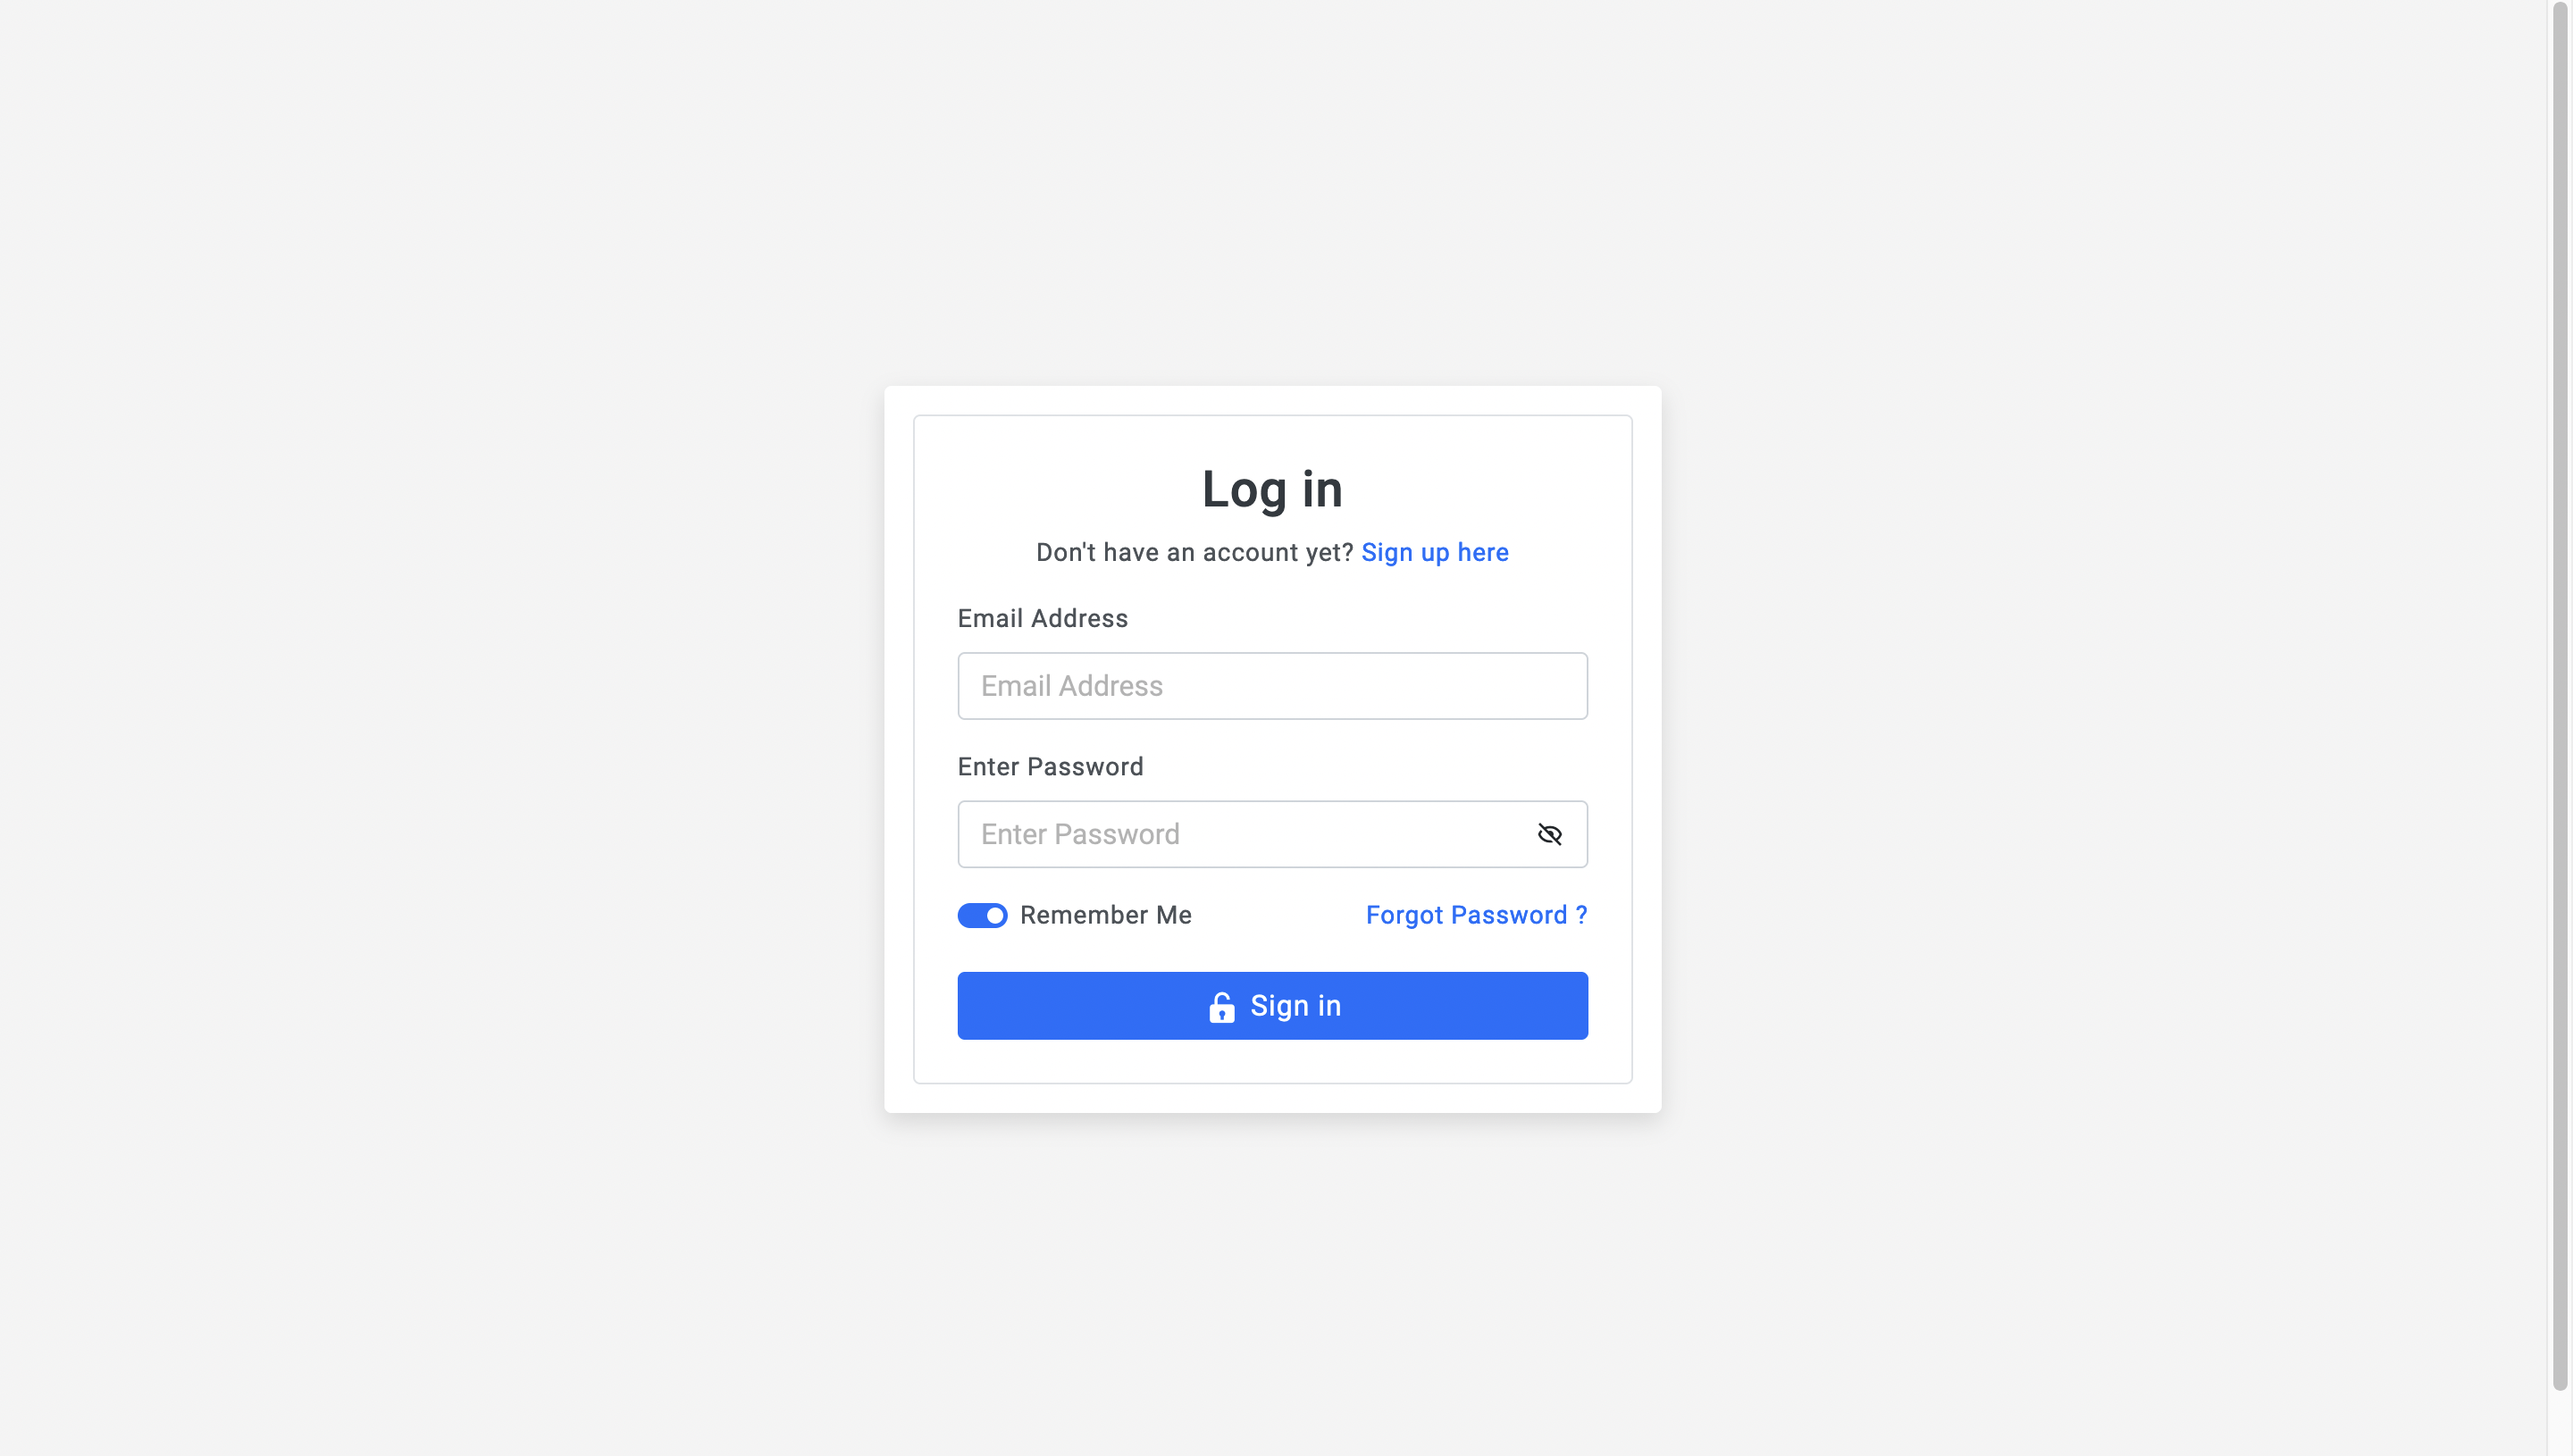 Log in
Don't have an account yet? Sign up here
Email Address
Email Address
Enter Password
Enter Password
Remember Me
Forgot Password ?
Sign in